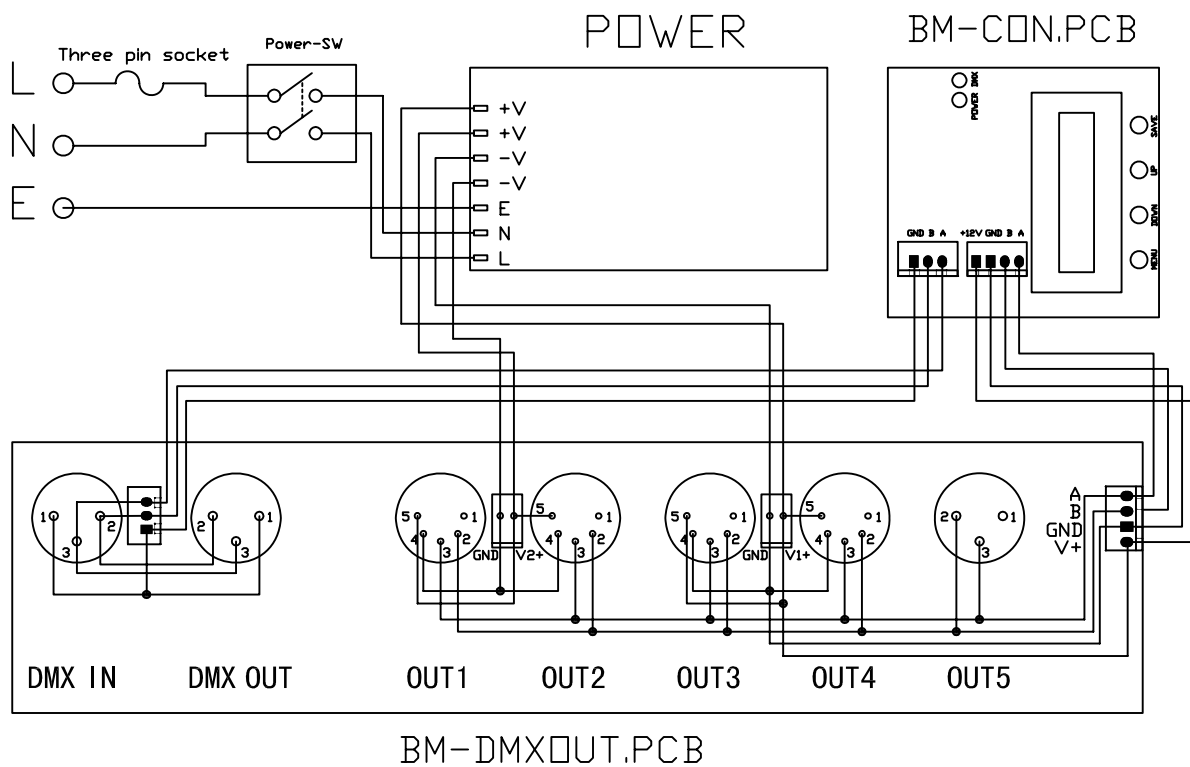 POWER
BM-CON.PCB
Three pin socket
Power-SW
L
N
E
+V
+V
-V
-V
E
N
L
POWER DMX
SAVE
UP
DOWN
MENU
GND B A
+12V GND B A
1 2 3
2 1 3
5 1 4 3 2
5 1 4 3 2
GND V2+
5 1 4 3 2
5 1 4 3 2
GND V1+
2 1 3
A
B
GND
V+
DMX IN
DMX OUT
OUT1
OUT2
OUT3
OUT4
OUT5
BM-DMXOUT.PCB